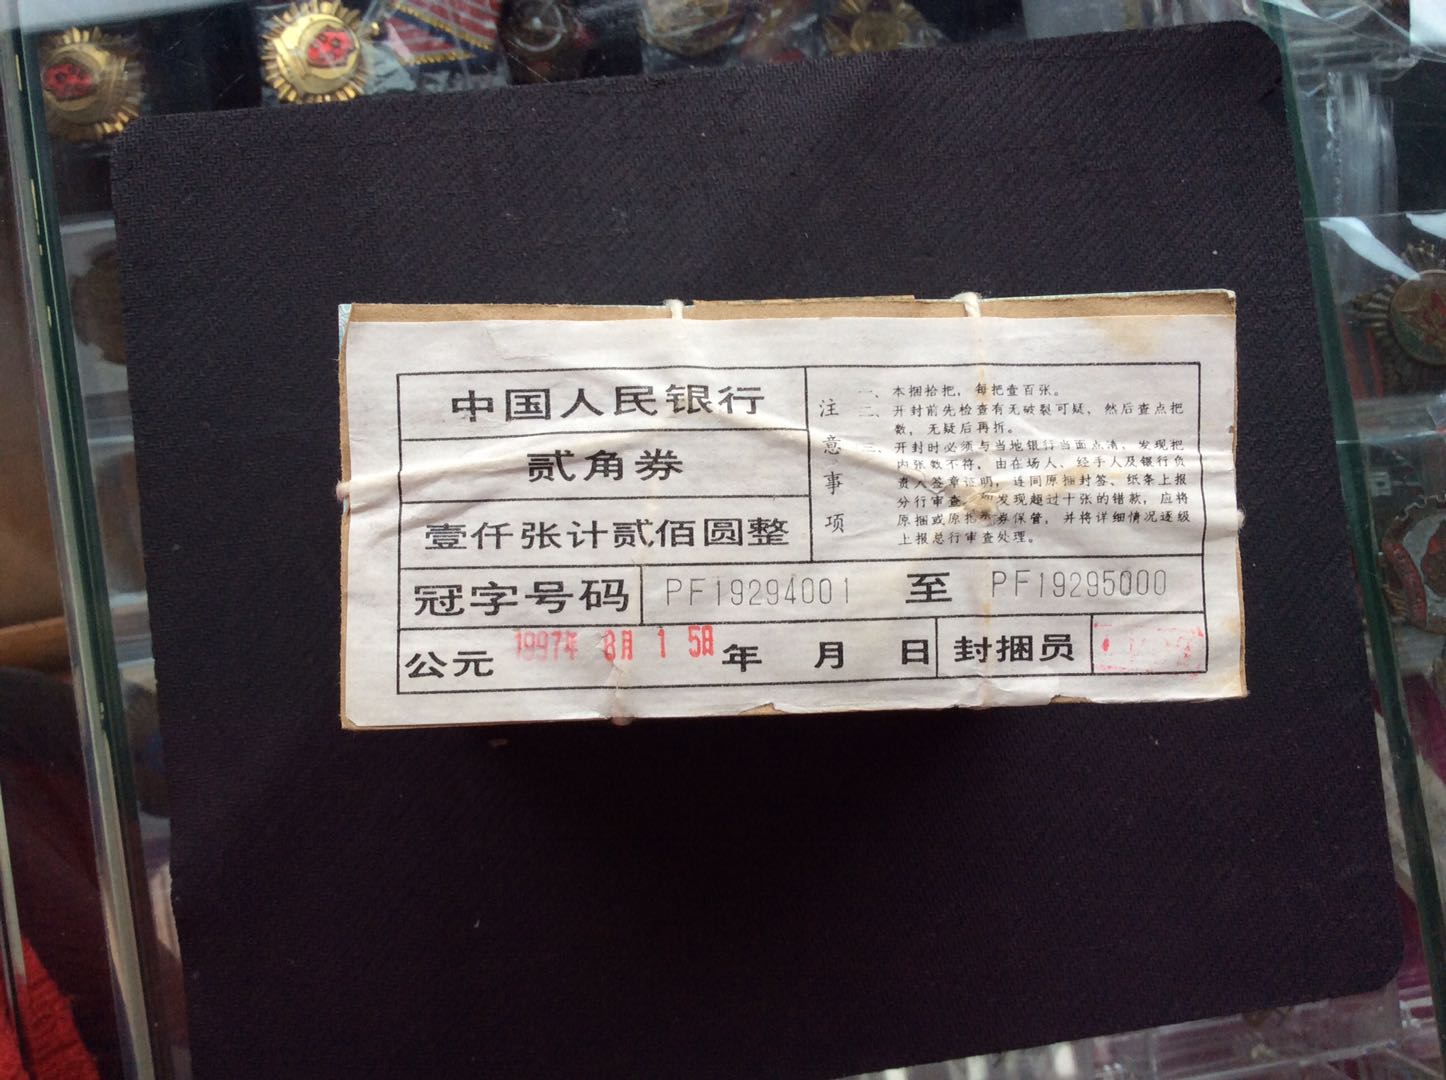 中国人民银行
贰角券
壹仟张计贰佰圆整
注意事项
一、本捆拾把，每把壹百张。
二、开封前先检查有无破裂可疑，然后查点把
数，无疑后再拆。
三、开封时必须与当地银行当面点清，发现把
内张数不符，由在场人、经手人及银行负
责人签章证明，连同原捆封签、纸条上报
分行审查。如发现超过十张的错款，应将
原捆或原把票券保管，并将详细情况逐级
上报总行审查处理。
冠字号码 PF19294001 至 PF19295000
公元 1997年 8月 15日 年 月 日 封捆员